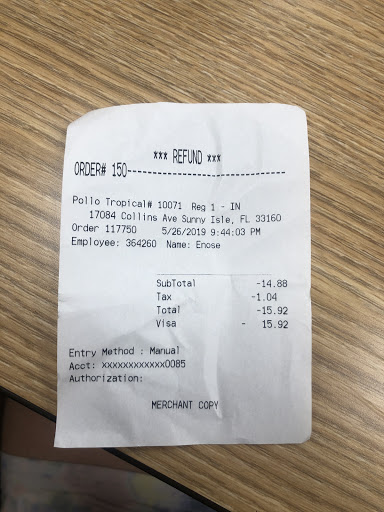 *** REFUND ***
ORDER# 150--------------------------------
Pollo Tropical# 10071 Reg 1 - IN
17084 Collins Ave Sunny Isle, FL 33160
Order 117750 5/26/2019 9:44:03 PM
Employee: 364260 Name: Enose
SubTotal -14.88
Tax -1.04
Total -15.92
Visa - 15.92
Entry Method : Manual
Acct: xxxxxxxxxxxx0085
Authorization:
MERCHANT COPY